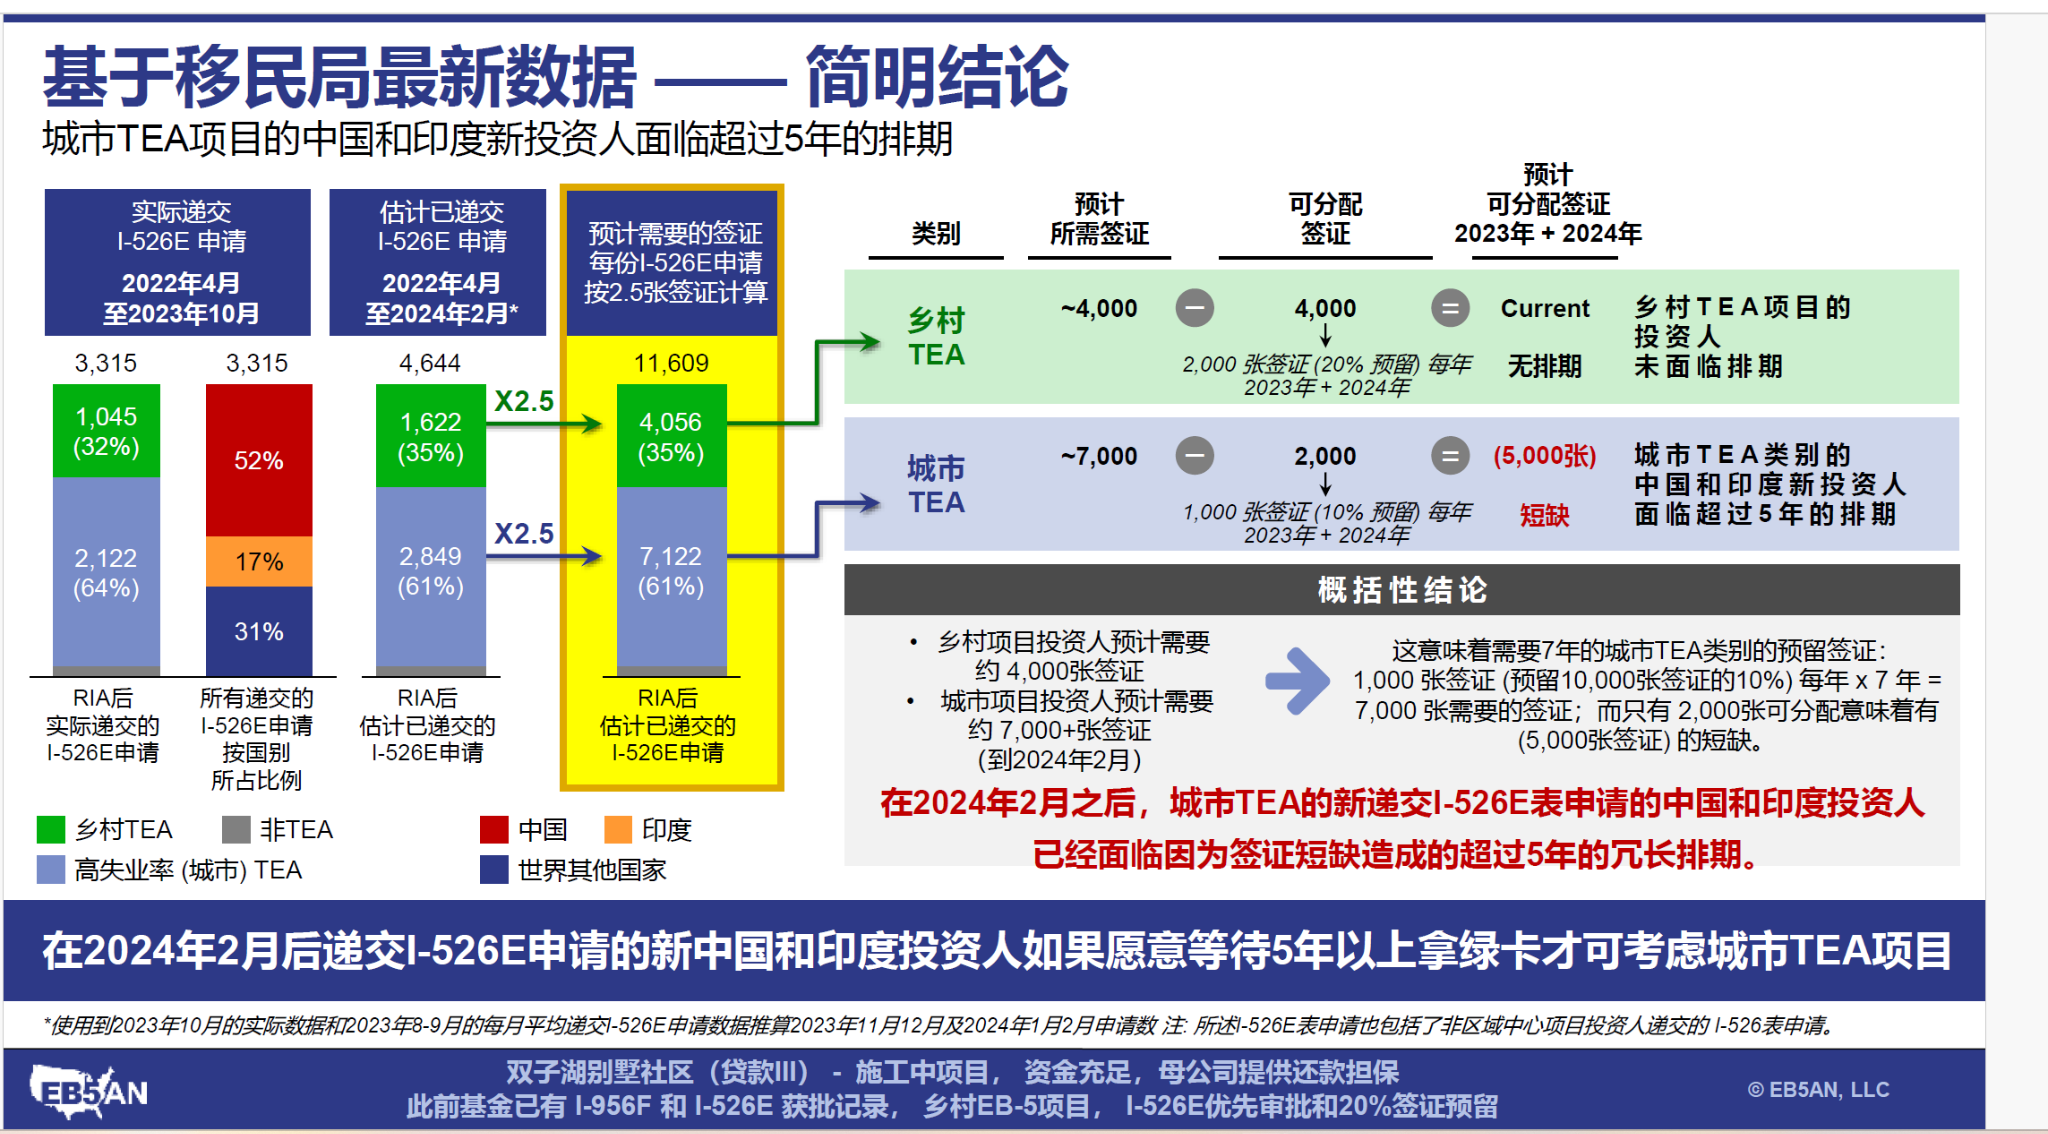 基于移民局最新数据 —— 简明结论
城市TEA项目的中国和印度新投资人面临超过5年的排期
实际递交
I-526E 申请
2022年4月
至2023年10月
估计已递交
I-526E 申请
2022年4月
至2024年2月*
预计需要的签证
每份I-526E申请
按2.5张签证计算
3,315
3,315
4,644
11,609
1,045
(32%)
2,122
(64%)
52%
17%
31%
1,622
(35%)
2,849
(61%)
X2.5
X2.5
4,056
(35%)
7,122
(61%)
RIA后
实际递交的
I-526E申请
所有递交的
I-526E申请
按国别
所占比例
RIA后
估计已递交的
I-526E申请
RIA后
估计已递交的
I-526E申请
乡村TEA
非TEA
高失业率 (城市) TEA
中国
印度
世界其他国家
类别
预计
所需签证
可分配
签证
预计
可分配签证
2023年 + 2024年
乡村
TEA
~4,000
−
4,000
=
Current
无排期
2,000 张签证 (20% 预留) 每年
2023年 + 2024年
乡村TEA项目的
投资人
未面临排期
城市
TEA
~7,000
−
2,000
=
(5,000张)
短缺
1,000 张签证 (10% 预留) 每年
2023年 + 2024年
城市TEA类别的
中国和印度新投资人
面临超过5年的排期
概括性结论
• 乡村项目投资人预计需要
约 4,000张签证
• 城市项目投资人预计需要
约 7,000+张签证
(到2024年2月)
这意味着需要7年的城市TEA类别的预留签证：
1,000 张签证 (预留10,000张签证的10%) 每年 x 7 年 =
7,000 张需要的签证；而只有 2,000张可分配意味着有
(5,000张签证) 的短缺。
在2024年2月之后，城市TEA的新递交I-526E表申请的中国和印度投资人
已经面临因为签证短缺造成的超过5年的冗长排期。
在2024年2月后递交I-526E申请的新中国和印度投资人如果愿意等待5年以上拿绿卡才可考虑城市TEA项目
*使用到2023年10月的实际数据和2023年8-9月的每月平均递交I-526E申请数据推算2023年11月12月及2024年1月2月申请数 注: 所述I-526E表申请也包括了非区域中心项目投资人递交的 I-526表申请。
EB5AN
双子湖别墅社区（贷款III） - 施工中项目， 资金充足，母公司提供还款担保
此前基金已有 I-956F 和 I-526E 获批记录， 乡村EB-5项目， I-526E优先审批和20%签证预留
© EB5AN, LLC